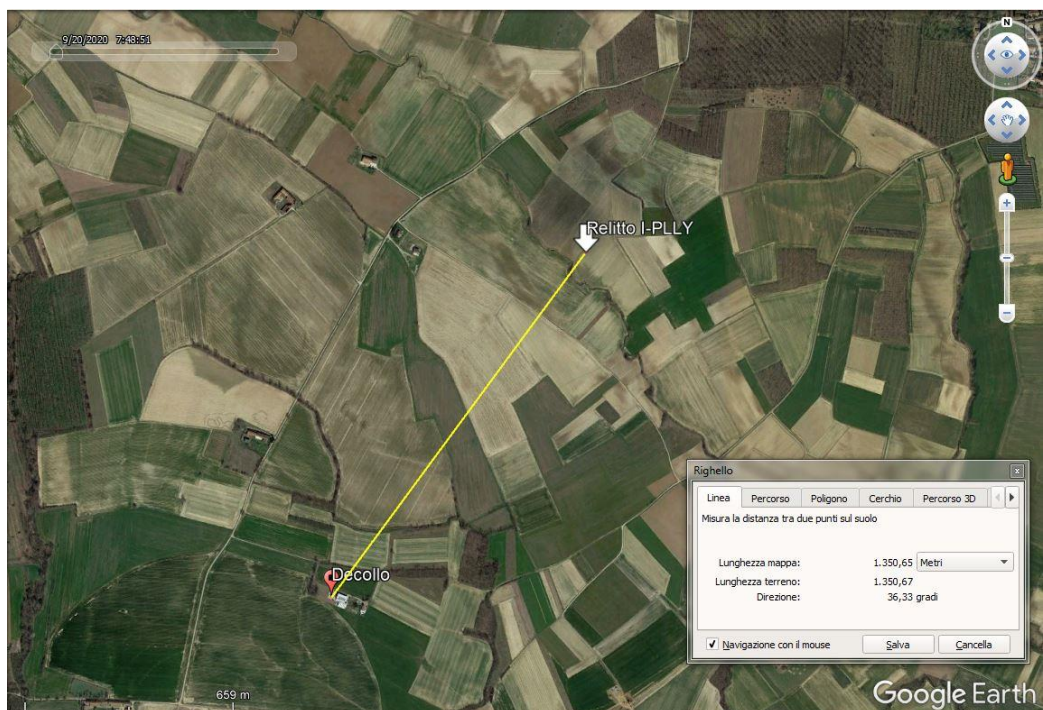 9/20/2020 7:48:51
N
Relitto I-PLLY
Decollo
Righello
Linea Percorso Poligono Cerchio Percorso 3D
Misura la distanza tra due punti sul suolo
Lunghezza mappa: 1.350,65 Metri
Lunghezza terreno: 1.350,67
Direzione: 36,33 gradi
Navigazione con il mouse Salva Cancella
659 m
Google Earth